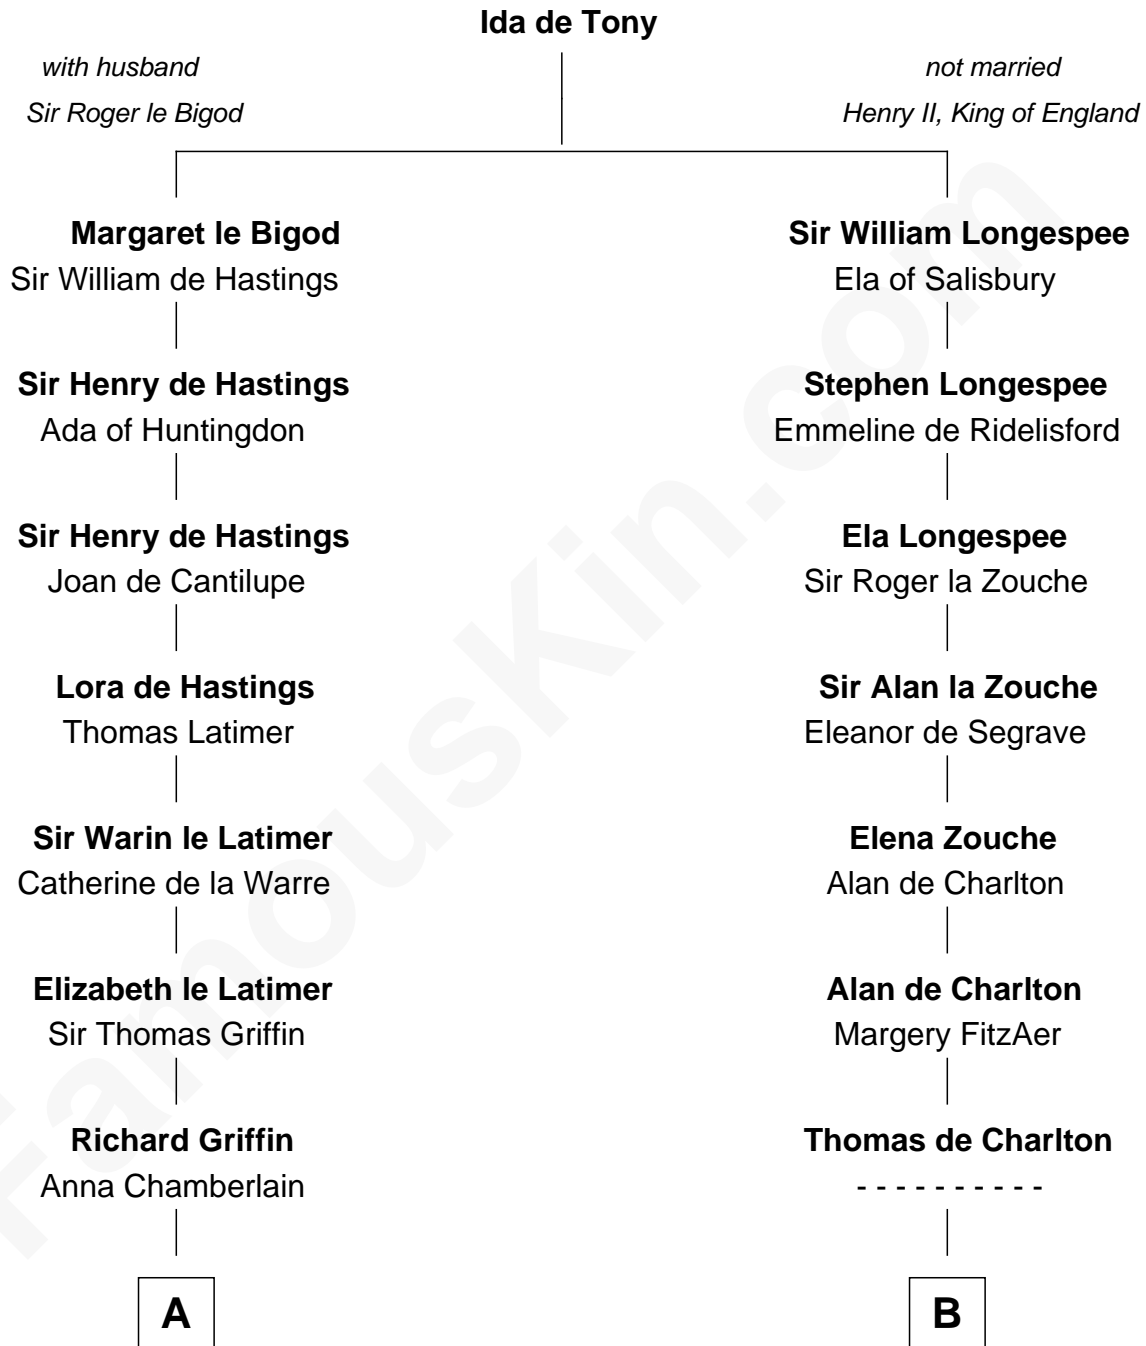 Ida de Tony
with husband
Sir Roger le Bigod
not married
Henry II, King of England
Margaret le Bigod
Sir William de Hastings
Sir William Longespee
Ela of Salisbury
Sir Henry de Hastings
Ada of Huntingdon
Stephen Longespee
Emmeline de Ridelisford
Sir Henry de Hastings
Joan de Cantilupe
Ela Longespee
Sir Roger la Zouche
Lora de Hastings
Thomas Latimer
Sir Alan la Zouche
Eleanor de Segrave
Sir Warin le Latimer
Catherine de la Warre
Elena Zouche
Alan de Charlton
Elizabeth le Latimer
Sir Thomas Griffin
Alan de Charlton
Margery FitzAer
Richard Griffin
Anna Chamberlain
Thomas de Charlton
- - - - - - - - - -
A
B
FamousKin.com